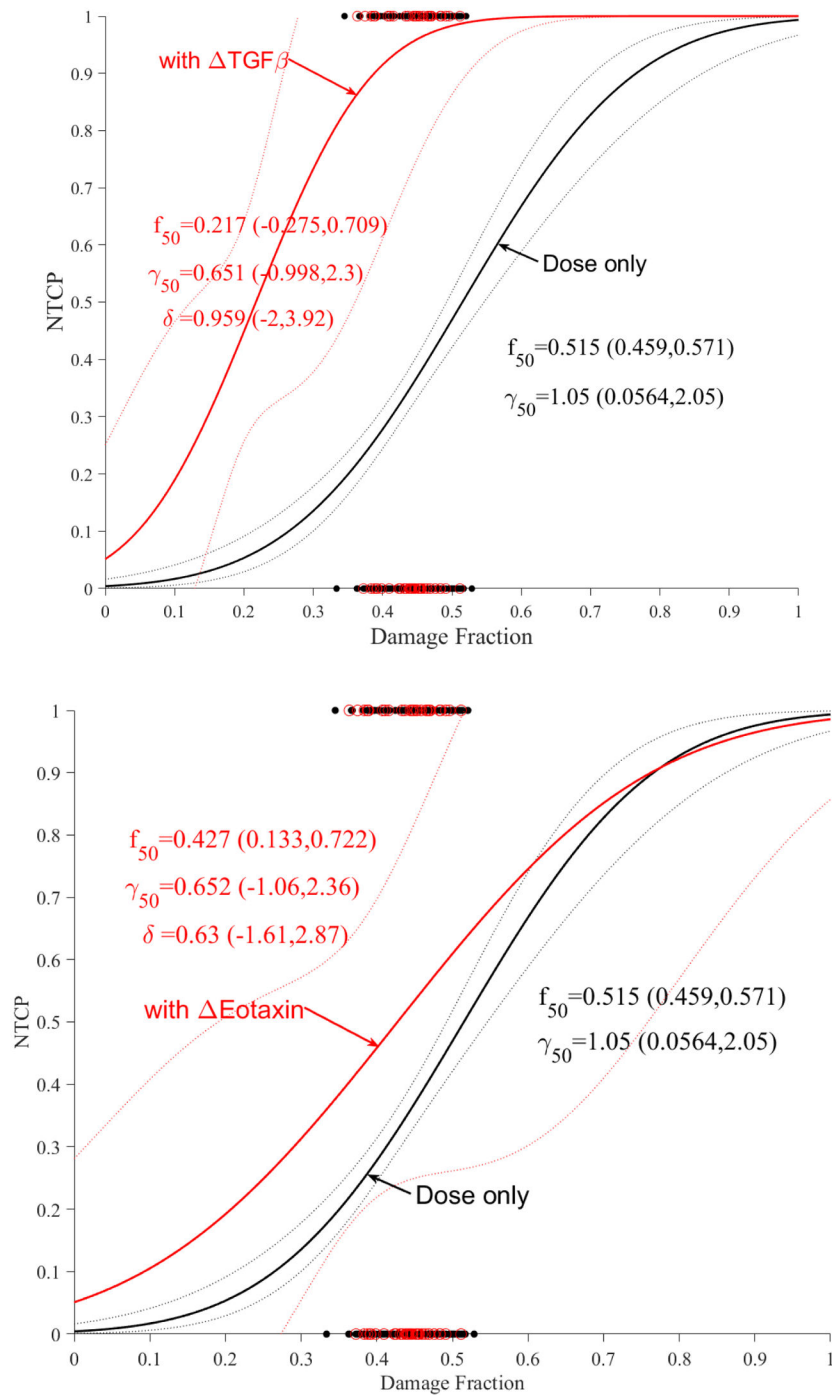 1
0.9
with ΔTGFβ
0.8
0.7
f50=0.217 (-0.275,0.709)
0.6
γ50=0.651 (-0.998,2.3)
Dose only
NTCP
0.5
δ =0.959 (-2,3.92)
f50=0.515 (0.459,0.571)
0.4
γ50=1.05 (0.0564,2.05)
0.3
0.2
0.1
0
0 0.1 0.2 0.3 0.4 0.5 0.6 0.7 0.8 0.9 1
Damage Fraction
1
0.9
0.8
f50=0.427 (0.133,0.722)
0.7
γ50=0.652 (-1.06,2.36)
δ =0.63 (-1.61,2.87)
0.6
f50=0.515 (0.459,0.571)
with ΔEotaxin
NTCP
0.5
γ50=1.05 (0.0564,2.05)
0.4
0.3
Dose only
0.2
0.1
0
0 0.1 0.2 0.3 0.4 0.5 0.6 0.7 0.8 0.9 1
Damage Fraction